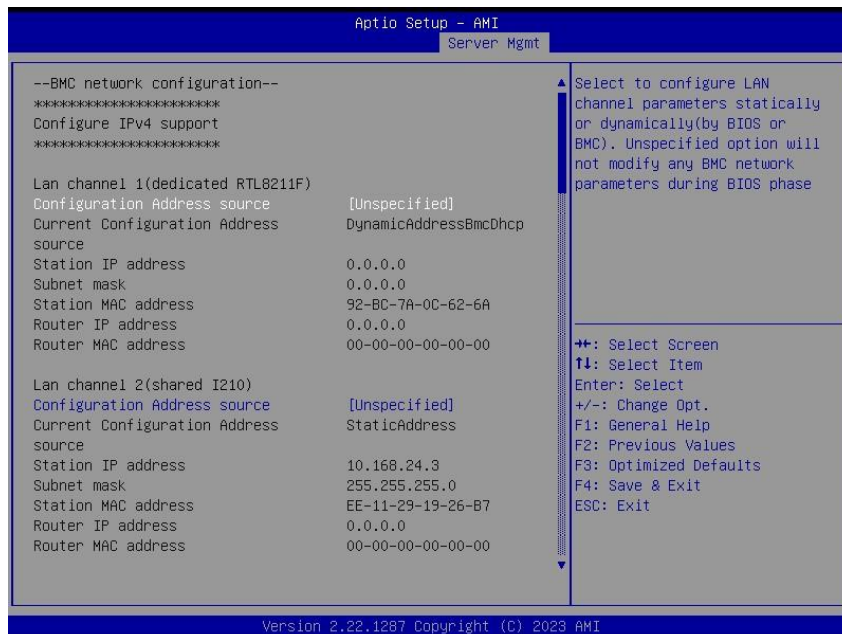 Aptio Setup - AMI
Server Mgmt
--BMC network configuration--
************************
Configure IPv4 support
************************
Lan channel 1(dedicated RTL8211F)
Configuration Address source [Unspecified]
Current Configuration Address DynamicAddressBmcDhcp
source
Station IP address 0.0.0.0
Subnet mask 0.0.0.0
Station MAC address 92-BC-7A-0C-62-6A
Router IP address 0.0.0.0
Router MAC address 00-00-00-00-00-00
Lan channel 2(shared I210)
Configuration Address source [Unspecified]
Current Configuration Address StaticAddress
source
Station IP address 10.168.24.3
Subnet mask 255.255.255.0
Station MAC address EE-11-29-19-26-B7
Router IP address 0.0.0.0
Router MAC address 00-00-00-00-00-00
Select to configure LAN
channel parameters statically
or dynamically(by BIOS or
BMC). Unspecified option will
not modify any BMC network
parameters during BIOS phase
→←: Select Screen
↑↓: Select Item
Enter: Select
+/-: Change Opt.
F1: General Help
F2: Previous Values
F3: Optimized Defaults
F4: Save & Exit
ESC: Exit
Version 2.22.1287 Copyright (C) 2023 AMI